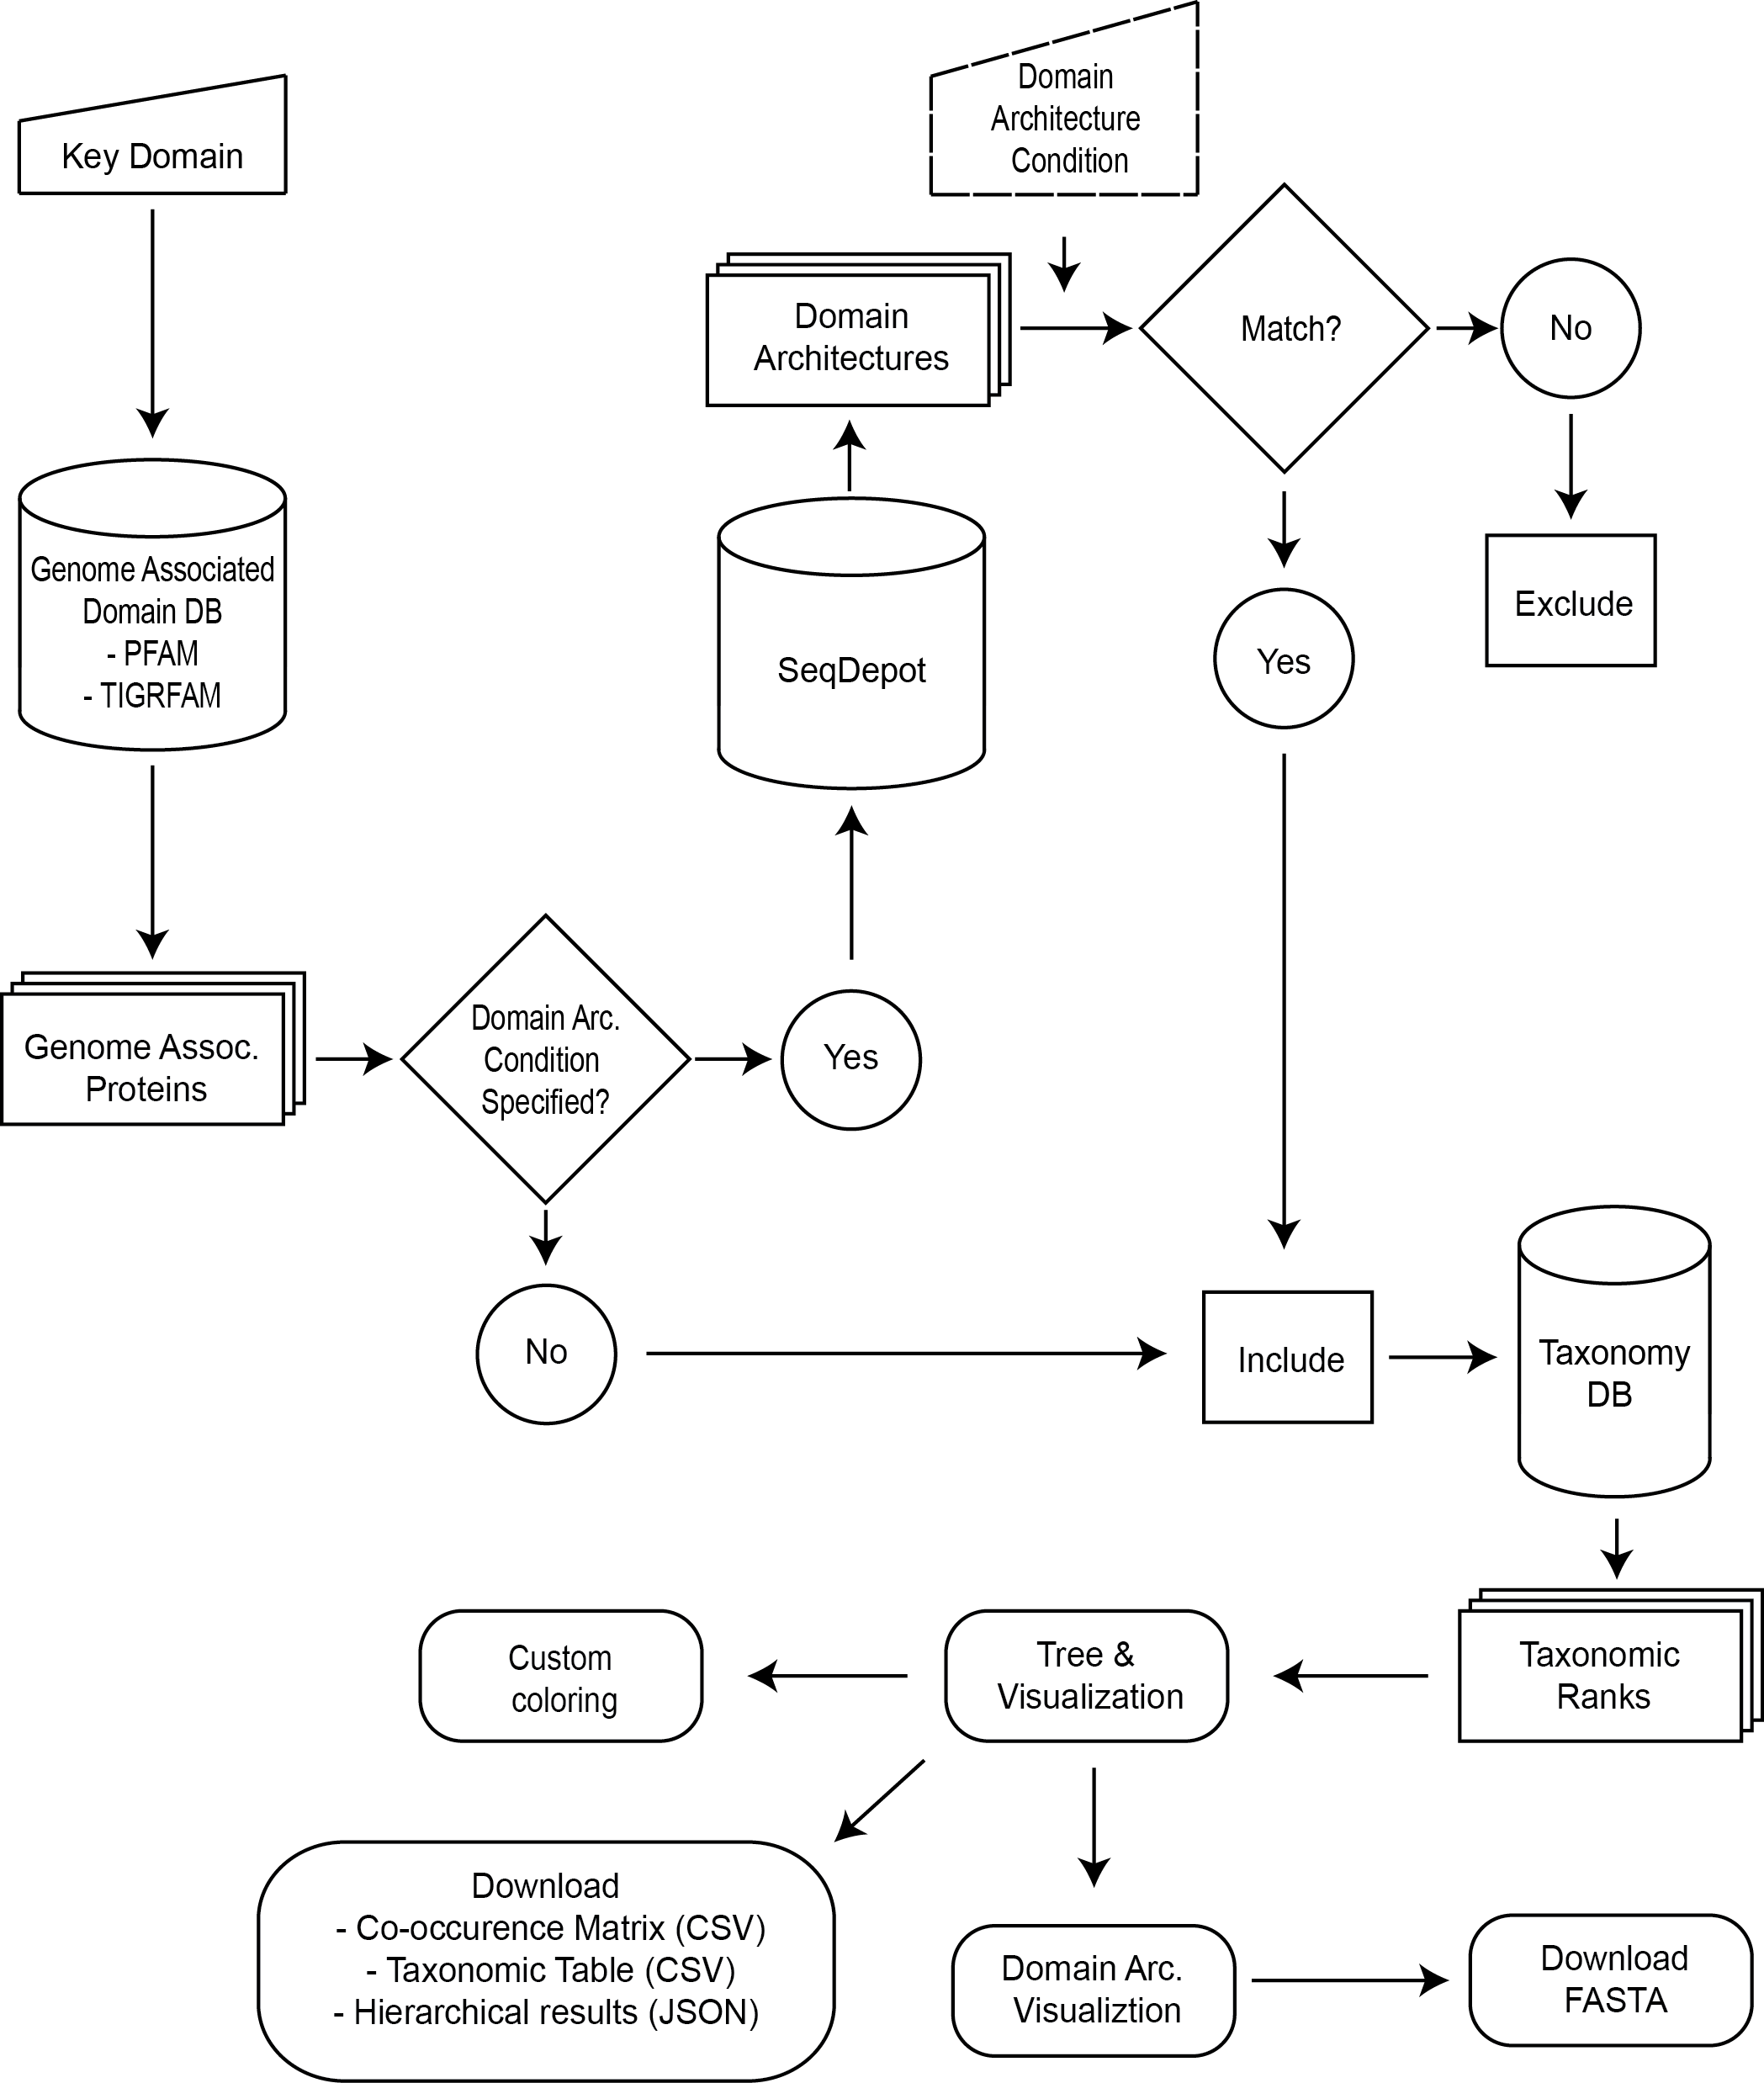 Domain
Architecture
Condition
Key Domain
Domain
Architectures
Match?
No
Genome Associated
Domain DB
- PFAM
- TIGRFAM
SeqDepot
Yes
Exclude
Genome Assoc.
Proteins
Domain Arc.
Condition
Specified?
Yes
No
Include
Taxonomy
DB
Custom
coloring
Tree &
Visualization
Taxonomic
Ranks
Download
- Co-occurence Matrix (CSV)
- Taxonomic Table (CSV)
- Hierarchical results (JSON)
Domain Arc.
Visualiztion
Download
FASTA